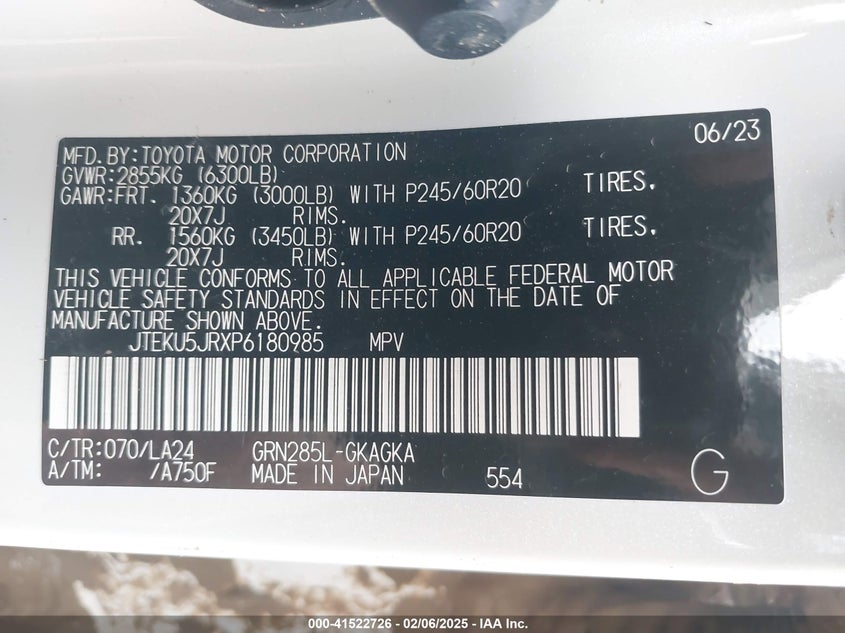 06/23
MFD.BY:TOYOTA MOTOR CORPORATION
GVWR:2855KG (6300LB)
GAWR:FRT. 1360KG (3000LB) WITH P245/60R20 TIRES.
20X7J RIMS.
RR. 1560KG (3450LB) WITH P245/60R20 TIRES.
20X7J RIMS.
THIS VEHICLE CONFORMS TO ALL APPLICABLE FEDERAL MOTOR
VEHICLE SAFETY STANDARDS IN EFFECT ON THE DATE OF
MANUFACTURE SHOWN ABOVE.
JTEKU5JRXP6180985 MPV
C/TR:070/LA24 GRN285L-GKAGKA
A/TM: /A750F MADE IN JAPAN 554 G
000-41522726 - 02/06/2025 - IAA Inc.